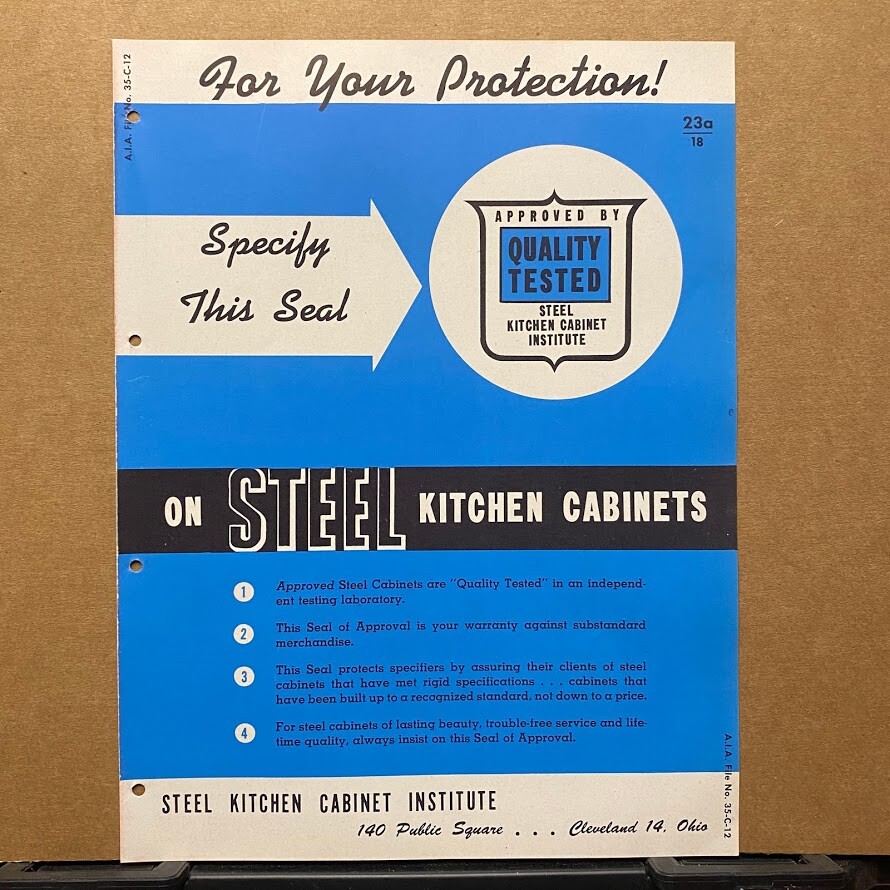 A.I.A. File No. 35-C-12
For Your Protection!
23a
18
Specify
This Seal
APPROVED BY
QUALITY
TESTED
STEEL
KITCHEN CABINET
INSTITUTE
ON STEEL KITCHEN CABINETS
1 Approved Steel Cabinets are "Quality Tested" in an independ-
ent testing laboratory.
2 This Seal of Approval is your warranty against substandard
merchandise.
3 This Seal protects specifiers by assuring their clients of steel
cabinets that have met rigid specifications . . . cabinets that
have been built up to a recognized standard, not down to a price.
4 For steel cabinets of lasting beauty, trouble-free service and life-
time quality, always insist on this Seal of Approval.
STEEL KITCHEN CABINET INSTITUTE
140 Public Square . . . Cleveland 14, Ohio
A.I.A. File No. 35-C-12